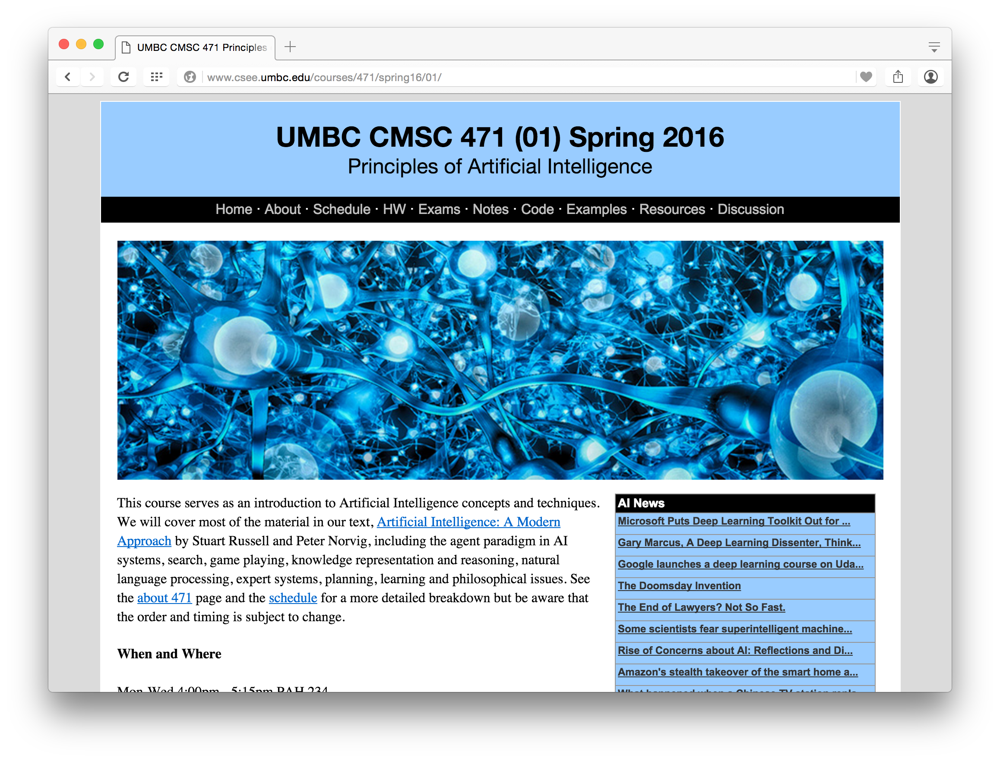 UMBC CMSC 471 Principles
www.csee.umbc.edu/courses/471/spring16/01/
UMBC CMSC 471 (01) Spring 2016
Principles of Artificial Intelligence
Home · About · Schedule · HW · Exams · Notes · Code · Examples · Resources · Discussion
This course serves as an introduction to Artificial Intelligence concepts and techniques.
We will cover most of the material in our text, Artificial Intelligence: A Modern
Approach by Stuart Russell and Peter Norvig, including the agent paradigm in AI
systems, search, game playing, knowledge representation and reasoning, natural
language processing, expert systems, planning, learning and philosophical issues. See
the about 471 page and the schedule for a more detailed breakdown but be aware that
the order and timing is subject to change.
When and Where
Mon-Wed 4:00pm - 5:15pm PAH 234
AI News
Microsoft Puts Deep Learning Toolkit Out for ...
Gary Marcus, A Deep Learning Dissenter, Think...
Google launches a deep learning course on Uda...
The Doomsday Invention
The End of Lawyers? Not So Fast.
Some scientists fear superintelligent machine...
Rise of Concerns about AI: Reflections and Di...
Amazon's stealth takeover of the smart home a...
What happened when a Chinese TV station